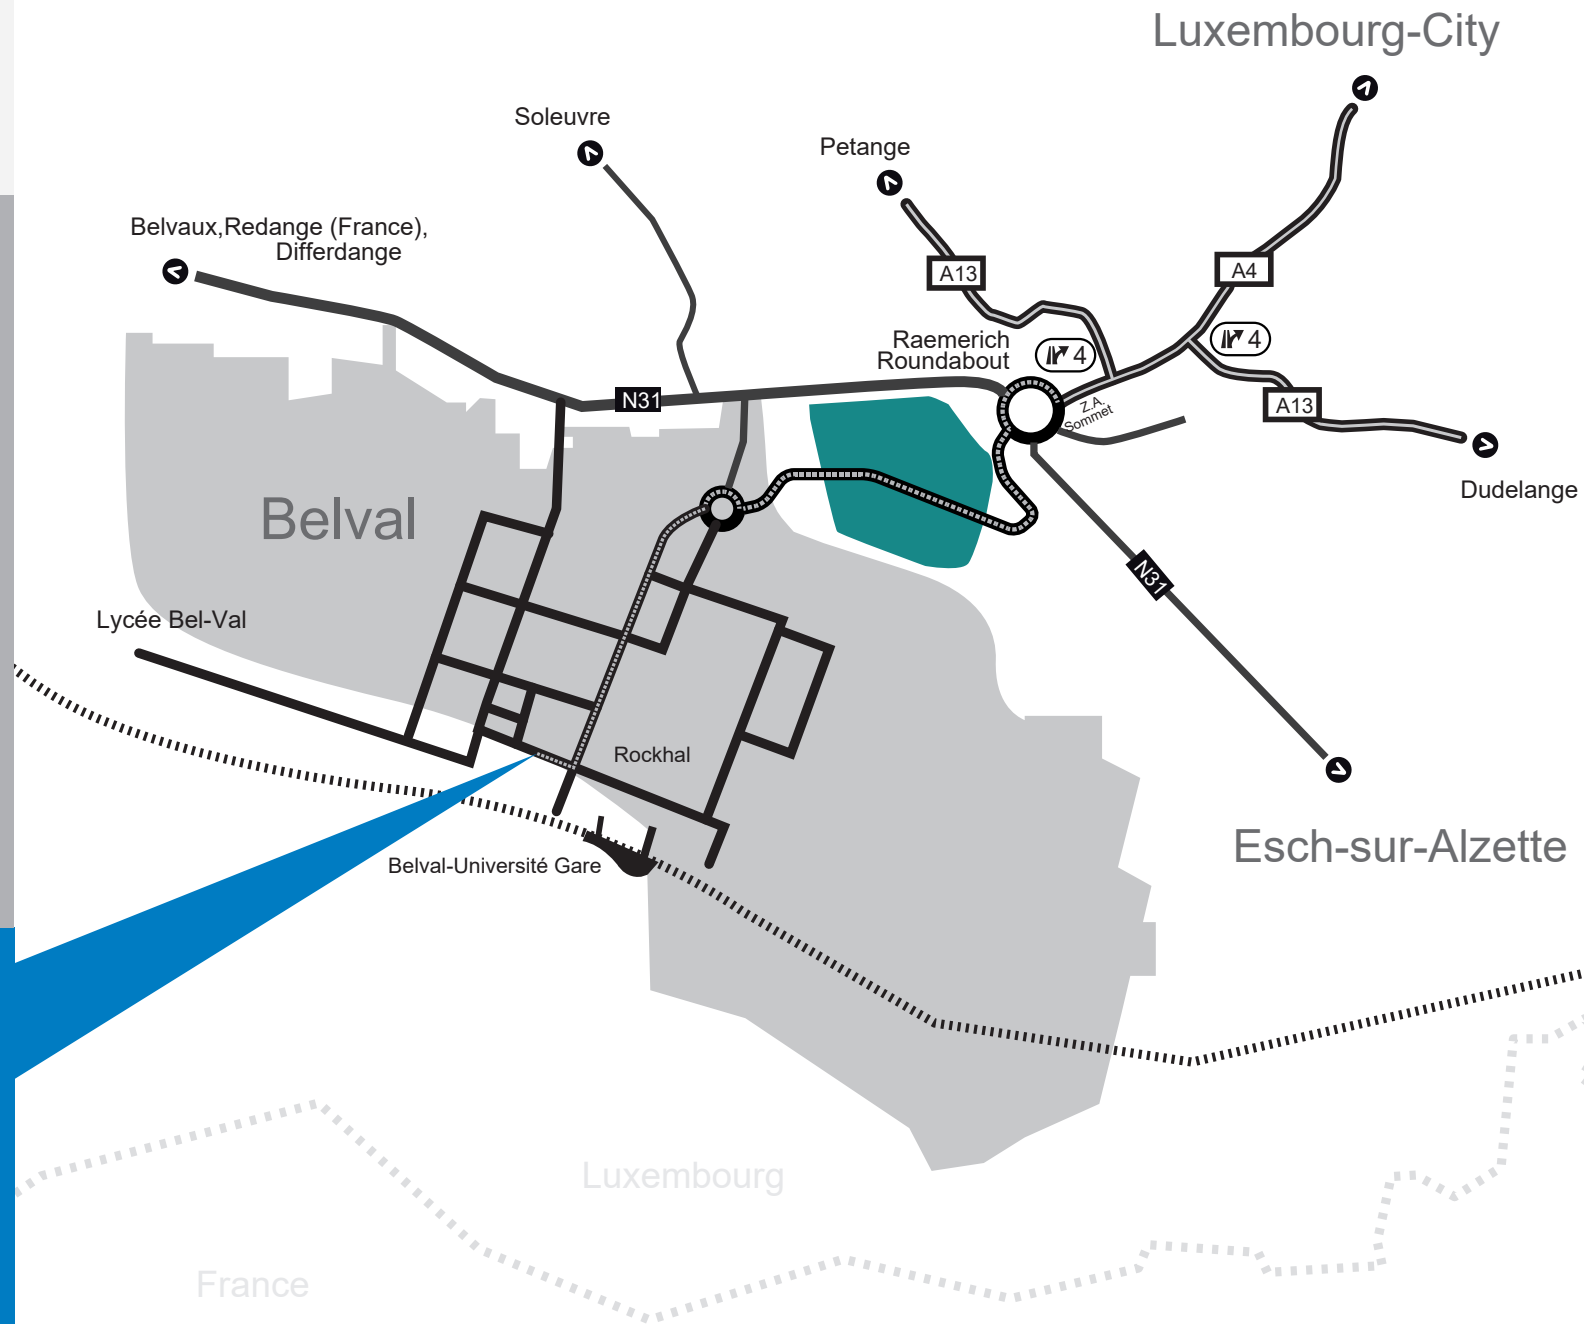 Luxembourg-City
Soleuvre
Petange
Belvaux,Redange (France),
Differdange
A13
A4
Raemerich
Roundabout
4
4
N31
Z.A.
Sommet
A13
Belval
Dudelange
N31
Lycée Bel-Val
Rockhal
Esch-sur-Alzette
Belval-Université Gare
Luxembourg
France